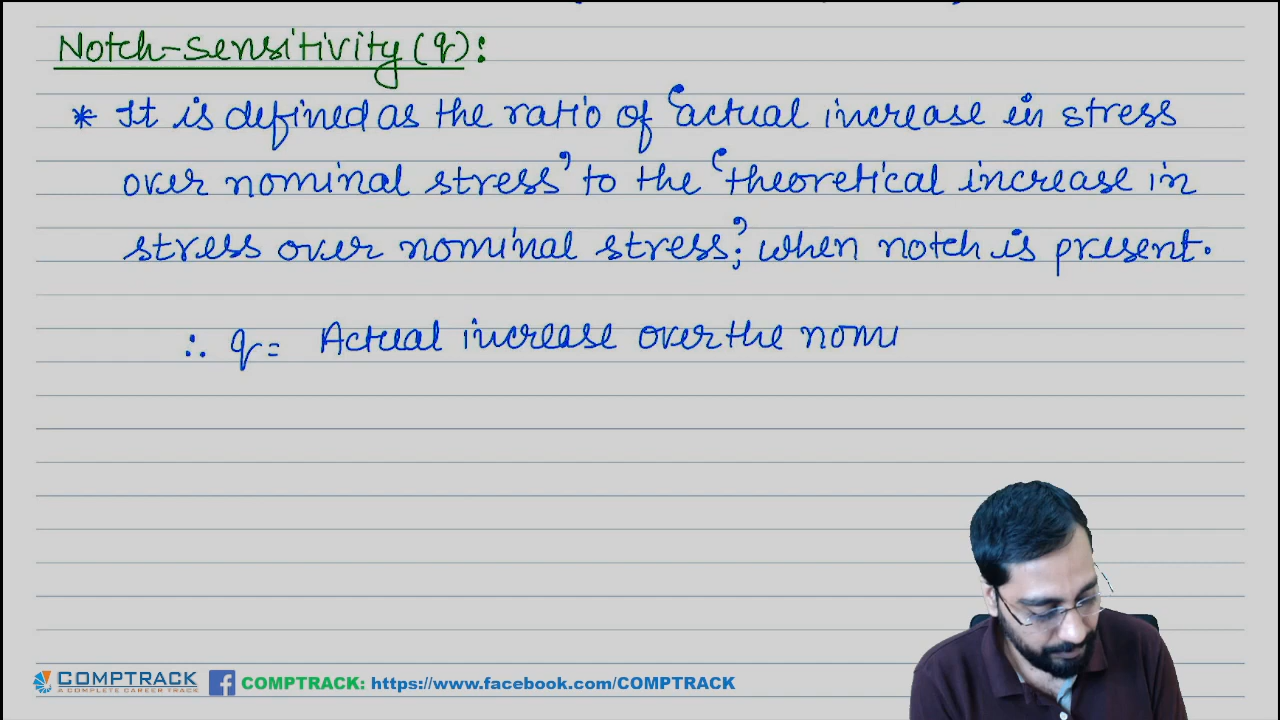 Notch-Sensitivity (q):
* It is defined as the ratio of 'actual increase in stress
over nominal stress' to the 'theoretical increase in
stress over nominal stress', when notch is present.
∴ q = Actual increase over the nomi
COMPTRACK
A COMPLETE CAREER TRACK
f COMPTRACK: https://www.facebook.com/COMPTRACK